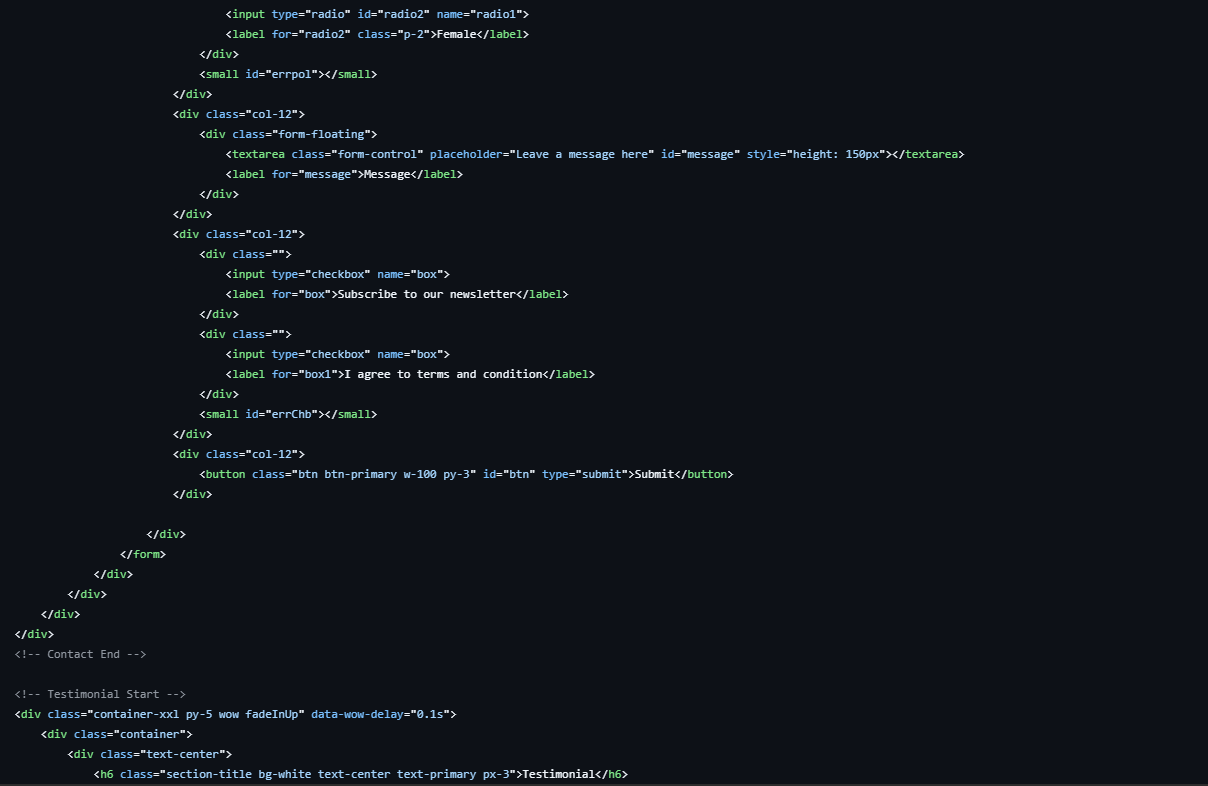 <input type="radio" id="radio2" name="radio1">
<label for="radio2" class="p-2">Female</label>
</div>
<small id="errpol"></small>
</div>
<div class="col-12">
<div class="form-floating">
<textarea class="form-control" placeholder="Leave a message here" id="message" style="height: 150px"></textarea>
<label for="message">Message</label>
</div>
</div>
<div class="col-12">
<div class="">
<input type="checkbox" name="box">
<label for="box">Subscribe to our newsletter</label>
</div>
<div class="">
<input type="checkbox" name="box">
<label for="box1">I agree to terms and condition</label>
</div>
<small id="errChb"></small>
</div>
<div class="col-12">
<button class="btn btn-primary w-100 py-3" id="btn" type="submit">Submit</button>
</div>
</div>
</form>
</div>
</div>
</div>
</div>
<!-- Contact End -->
<!-- Testimonial Start -->
<div class="container-xxl py-5 wow fadeInUp" data-wow-delay="0.1s">
<div class="container">
<div class="text-center">
<h6 class="section-title bg-white text-center text-primary px-3">Testimonial</h6>